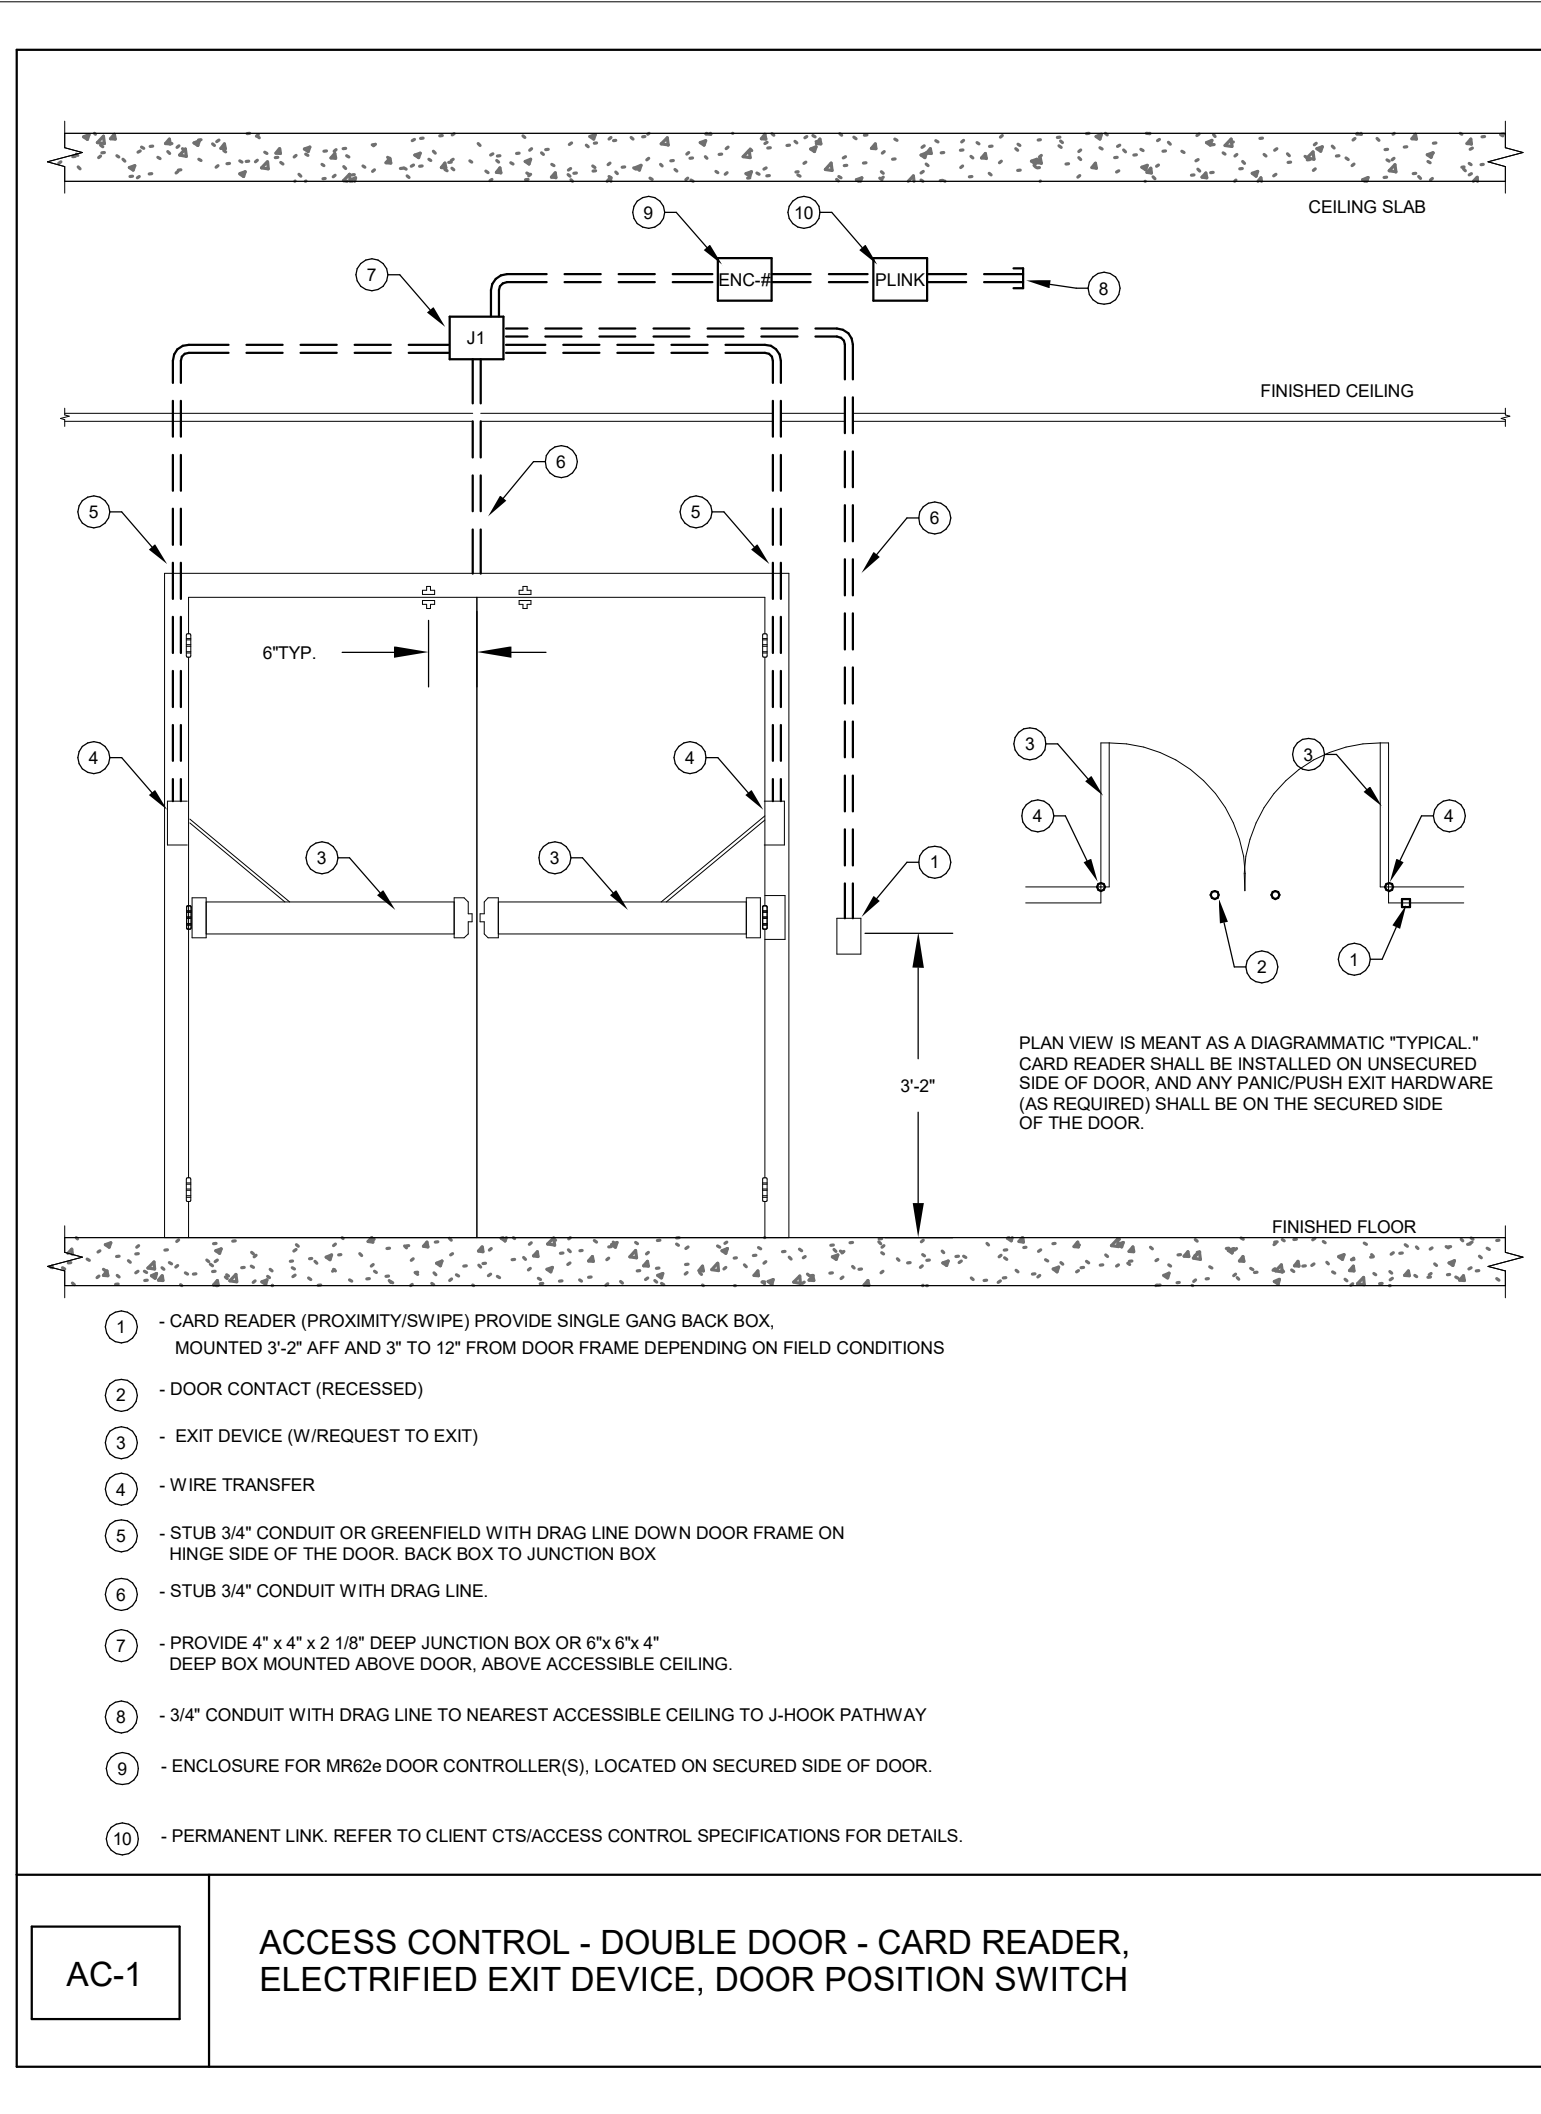 CEILING SLAB
9
10
7
ENC-#
PLINK
8
J1
FINISHED CEILING
6
5
5
6
6"TYP.
4
4
3
3
4
4
3
3
1
2
1
3'-2"
PLAN VIEW IS MEANT AS A DIAGRAMMATIC "TYPICAL."
CARD READER SHALL BE INSTALLED ON UNSECURED
SIDE OF DOOR, AND ANY PANIC/PUSH EXIT HARDWARE
(AS REQUIRED) SHALL BE ON THE SECURED SIDE
OF THE DOOR.
FINISHED FLOOR
1 - CARD READER (PROXIMITY/SWIPE) PROVIDE SINGLE GANG BACK BOX,
MOUNTED 3'-2" AFF AND 3" TO 12" FROM DOOR FRAME DEPENDING ON FIELD CONDITIONS
2 - DOOR CONTACT (RECESSED)
3 - EXIT DEVICE (W/REQUEST TO EXIT)
4 - WIRE TRANSFER
5 - STUB 3/4" CONDUIT OR GREENFIELD WITH DRAG LINE DOWN DOOR FRAME ON
HINGE SIDE OF THE DOOR. BACK BOX TO JUNCTION BOX
6 - STUB 3/4" CONDUIT WITH DRAG LINE.
7 - PROVIDE 4" x 4" x 2 1/8" DEEP JUNCTION BOX OR 6"x 6"x 4"
DEEP BOX MOUNTED ABOVE DOOR, ABOVE ACCESSIBLE CEILING.
8 - 3/4" CONDUIT WITH DRAG LINE TO NEAREST ACCESSIBLE CEILING TO J-HOOK PATHWAY
9 - ENCLOSURE FOR MR62e DOOR CONTROLLER(S), LOCATED ON SECURED SIDE OF DOOR.
10 - PERMANENT LINK. REFER TO CLIENT CTS/ACCESS CONTROL SPECIFICATIONS FOR DETAILS.
AC-1
ACCESS CONTROL - DOUBLE DOOR - CARD READER,
ELECTRIFIED EXIT DEVICE, DOOR POSITION SWITCH